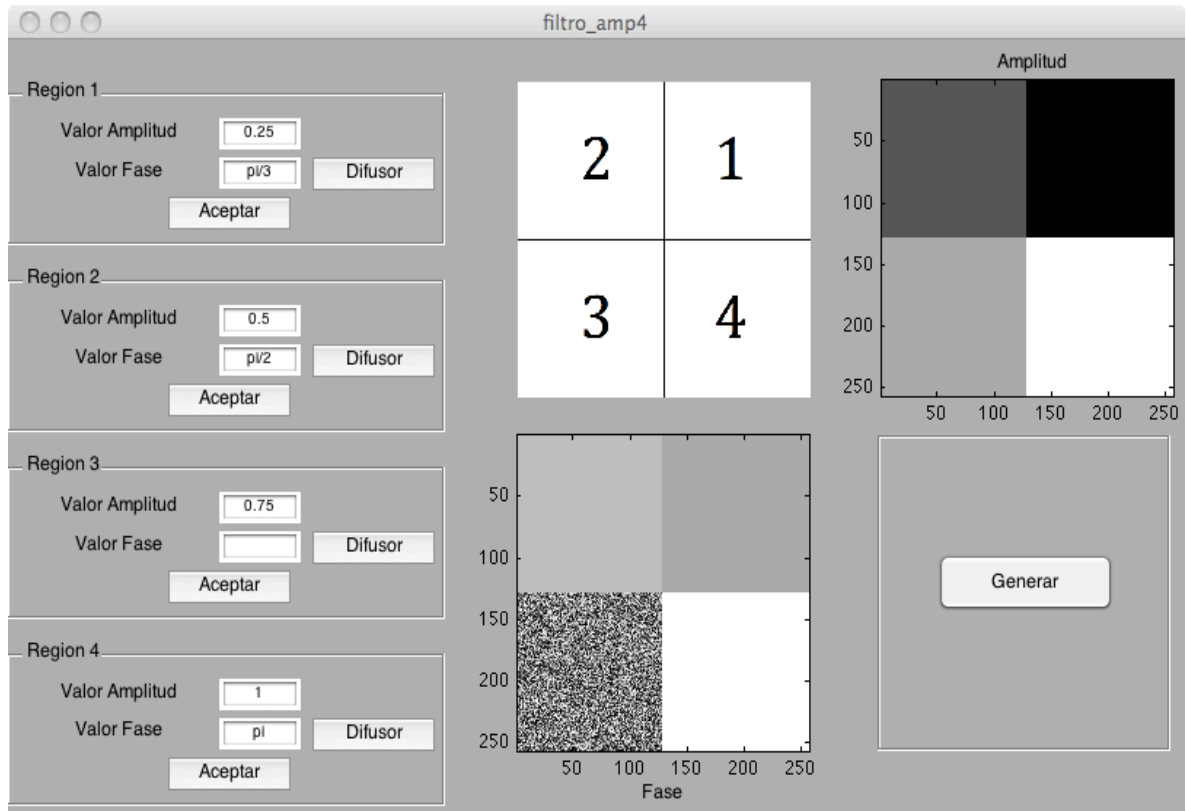 filtro_amp4
Region 1
Valor Amplitud 0.25
Valor Fase pi/3 Difusor
Aceptar
Region 2
Valor Amplitud 0.5
Valor Fase pi/2 Difusor
Aceptar
Region 3
Valor Amplitud 0.75
Valor Fase Difusor
Aceptar
Region 4
Valor Amplitud 1
Valor Fase pi Difusor
Aceptar
2 1
3 4
Amplitud
50
100
150
200
250
50 100 150 200 250
50
100
150
200
250
50 100 150 200 250
Fase
Generar